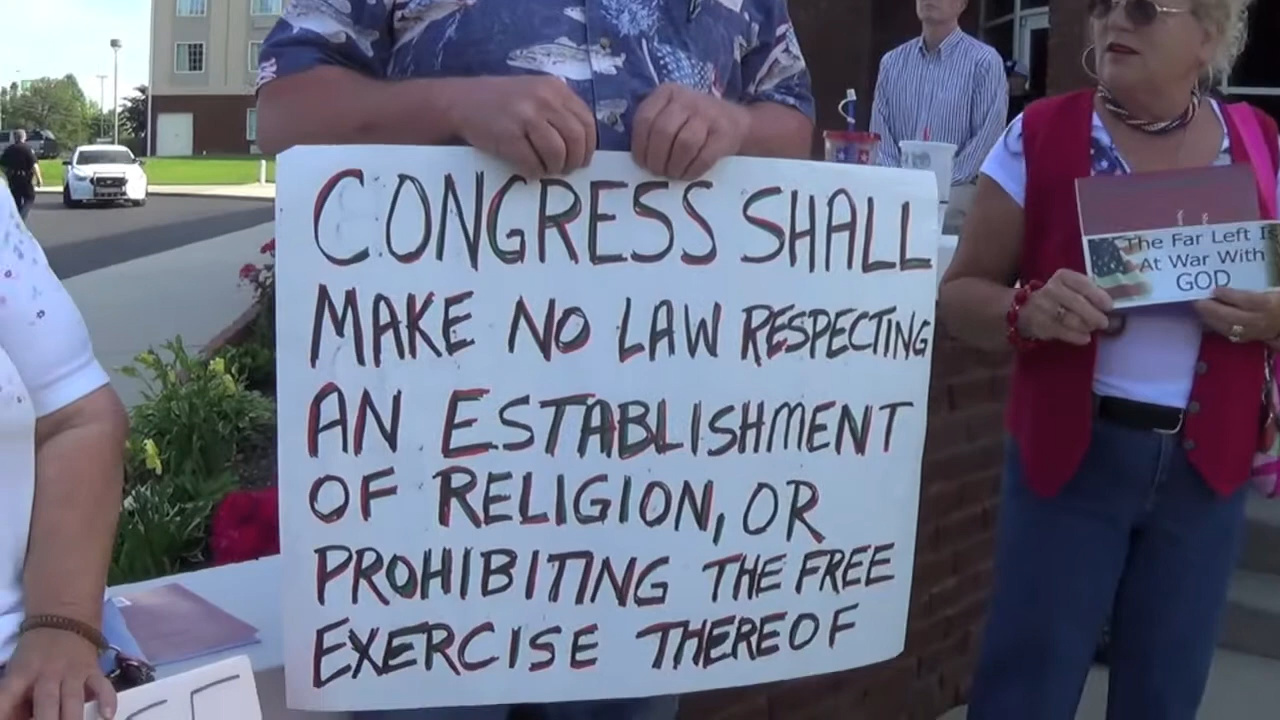 CONGRESS SHALL
MAKE NO LAW RESPECTING
AN ESTABLISHMENT
OF RELIGION, OR
PROHIBITING THE FREE
EXERCISE THEREOF
The Far Left Is
At War With
GOD